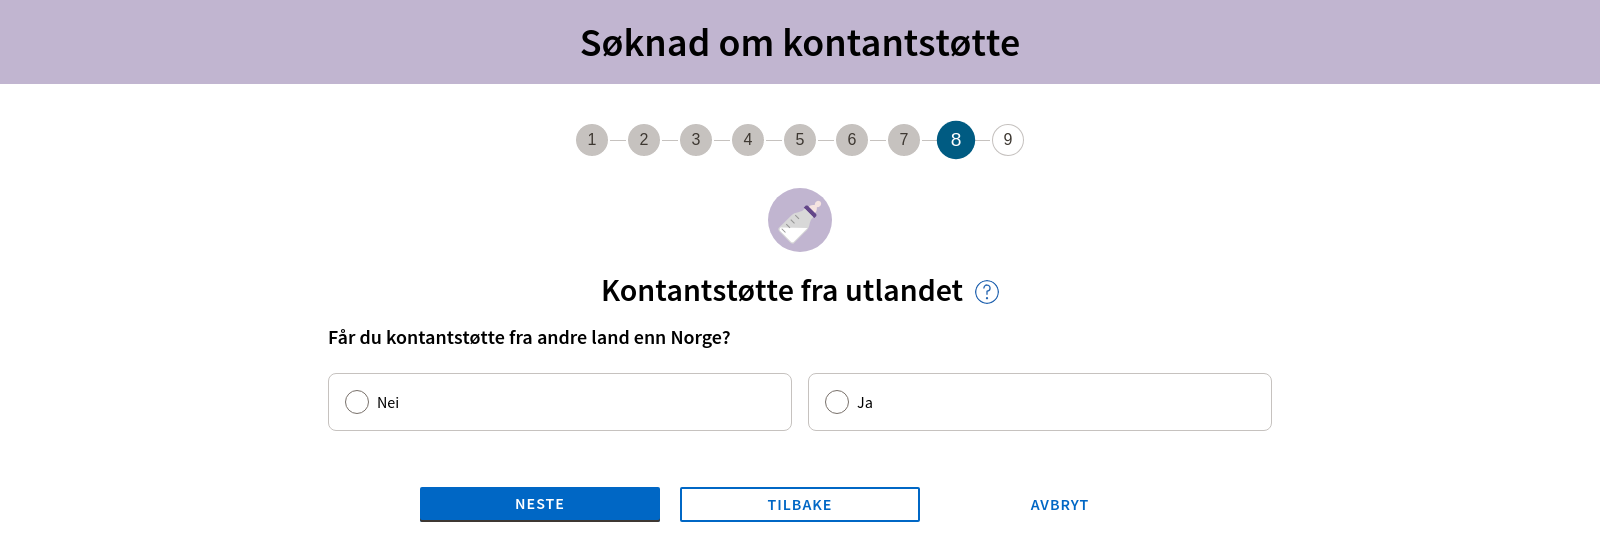 Søknad om kontantstøtte
1 2 3 4 5 6 7 8 9
Kontantstøtte fra utlandet ?
Får du kontantstøtte fra andre land enn Norge?
Nei Ja
NESTE TILBAKE AVBRYT